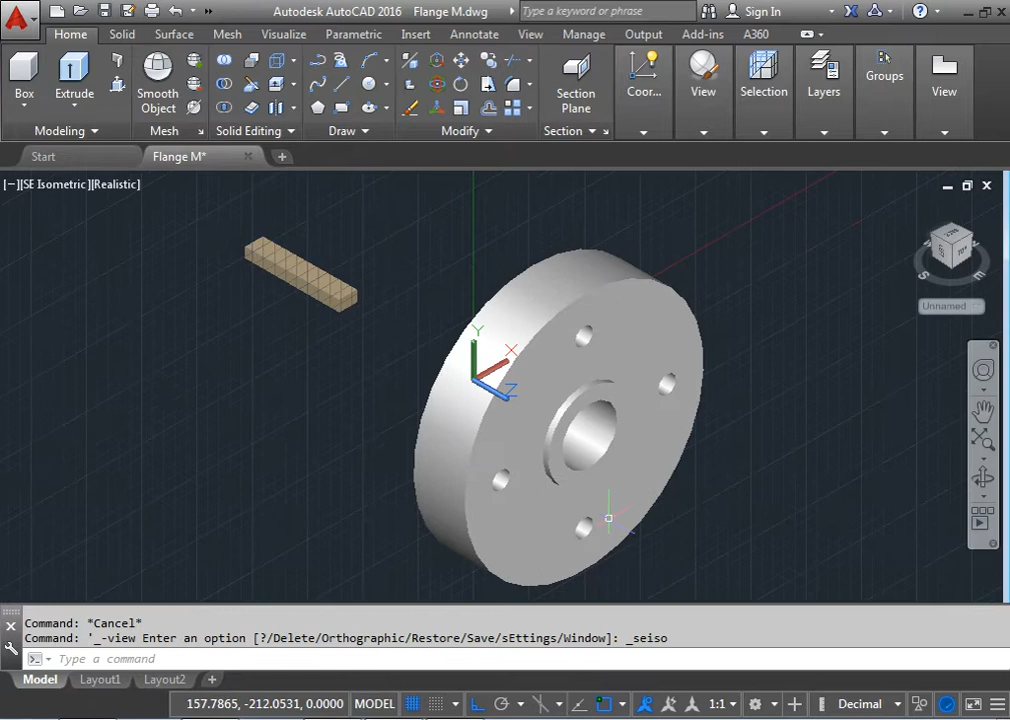 Autodesk AutoCAD 2016 Flange M.dwg
Type a keyword or phrase
Sign In
Home Solid Surface Mesh Visualize Parametric Insert Annotate View Manage Output Add-ins A360
Box
Extrude
Smooth Object
Section Plane
Coor...
View
Selection
Layers
Groups
View
Modeling
Mesh
Solid Editing
Draw
Modify
Section
Start
Flange M*
[−][SE Isometric][Realistic]
Y
X
Z
S
E
Unnamed
Command: *Cancel*
Command: '_-view Enter an option [?/Delete/Orthographic/Restore/Save/sEttings/Window]: _seiso
Type a command
Model Layout1 Layout2
157.7865, -212.0531, 0.0000 MODEL
1:1
Decimal